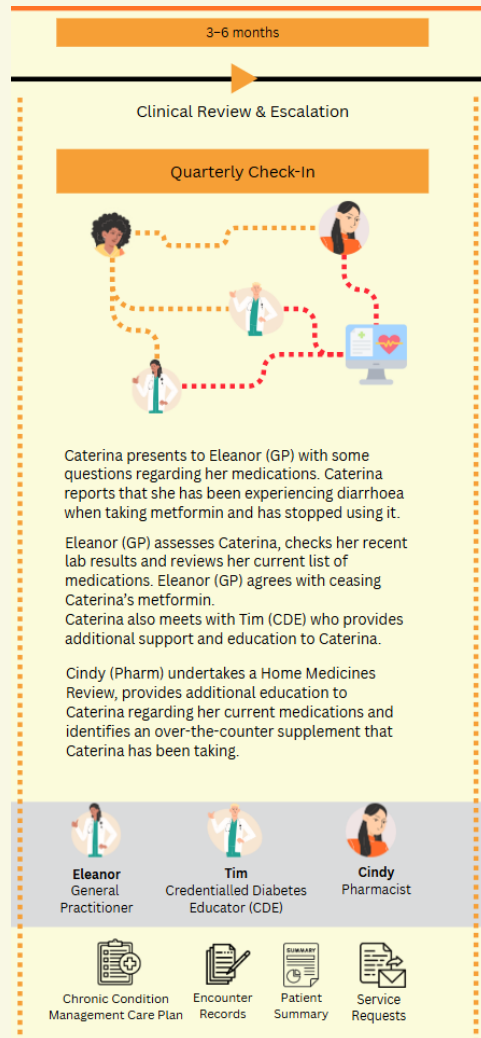 3–6 months
Clinical Review & Escalation
Quarterly Check-In
Caterina presents to Eleanor (GP) with some
questions regarding her medications. Caterina
reports that she has been experiencing diarrhoea
when taking metformin and has stopped using it.
Eleanor (GP) assesses Caterina, checks her recent
lab results and reviews her current list of
medications. Eleanor (GP) agrees with ceasing
Caterina's metformin.
Caterina also meets with Tim (CDE) who provides
additional support and education to Caterina.
Cindy (Pharm) undertakes a Home Medicines
Review, provides additional education to
Caterina regarding her current medications and
identifies an over-the-counter supplement that
Caterina has been taking.
Eleanor
General
Practitioner
Tim
Credentialled Diabetes
Educator (CDE)
Cindy
Pharmacist
SUMMARY
Chronic Condition
Management Care Plan
Encounter
Records
Patient
Summary
Service
Requests